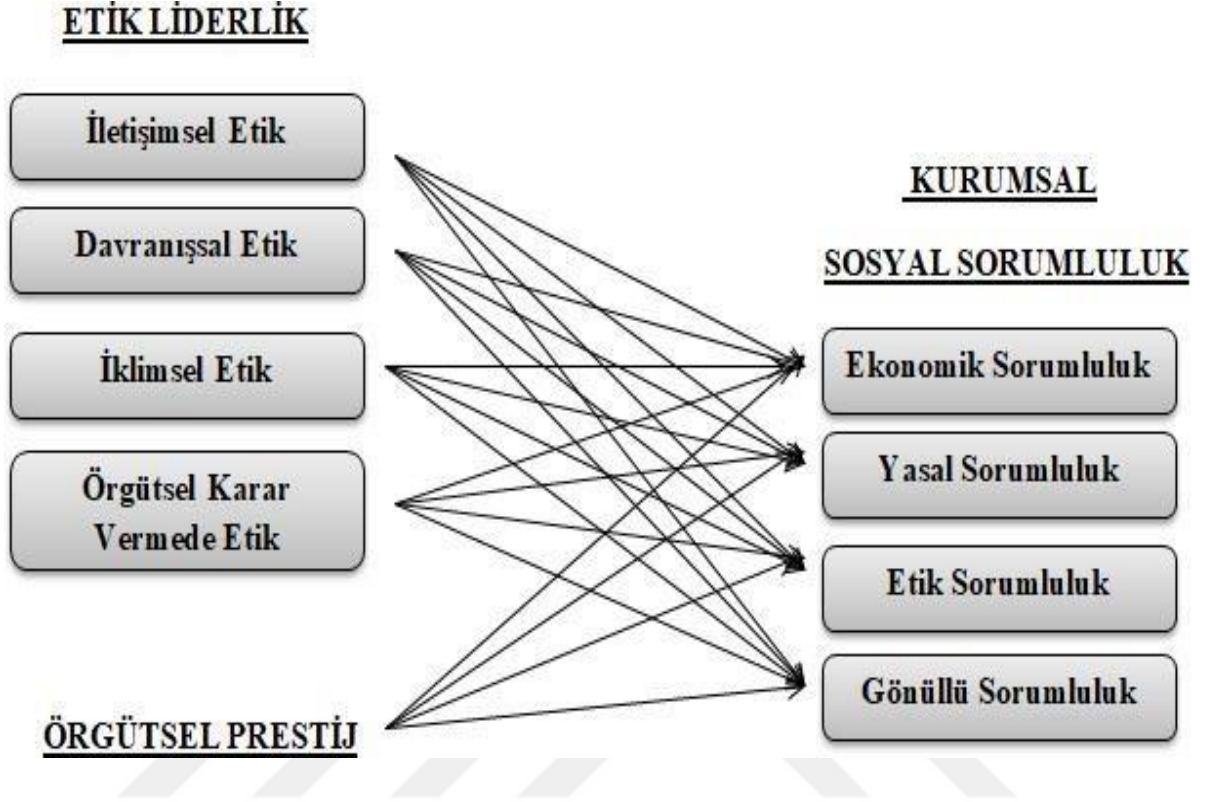 ETİK LİDERLİK
İletişimsel Etik
Davranışsal Etik
İklimsel Etik
Örgütsel Karar
Vermede Etik
ÖRGÜTSEL PRESTİJ
KURUMSAL
SOSYAL SORUMLULUK
Ekonomik Sorumluluk
Yasal Sorumluluk
Etik Sorumluluk
Gönüllü Sorumluluk